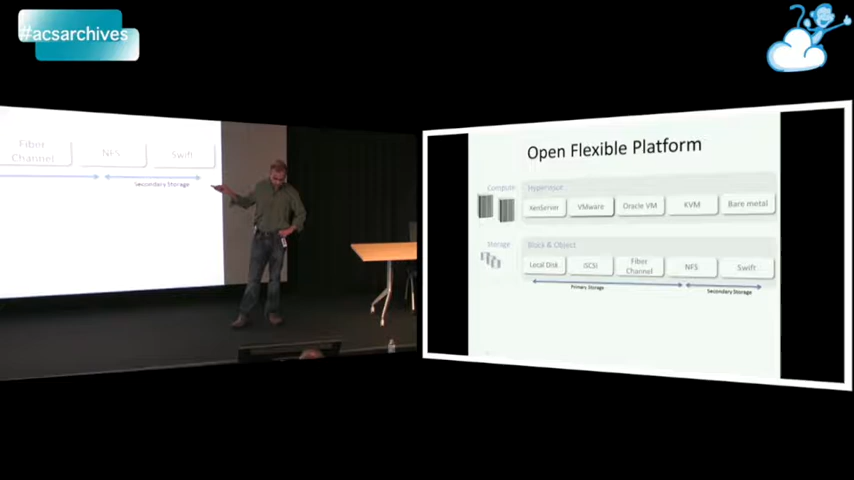 #acsarchives
Fiber
Channel
NFS
Swift
Secondary Storage
Open Flexible Platform
Compute
Hypervisor
XenServer
VMware
Oracle VM
KVM
Bare metal
Storage
Block & Object
Local Disk
iSCSI
Fiber
Channel
NFS
Swift
Primary Storage
Secondary Storage